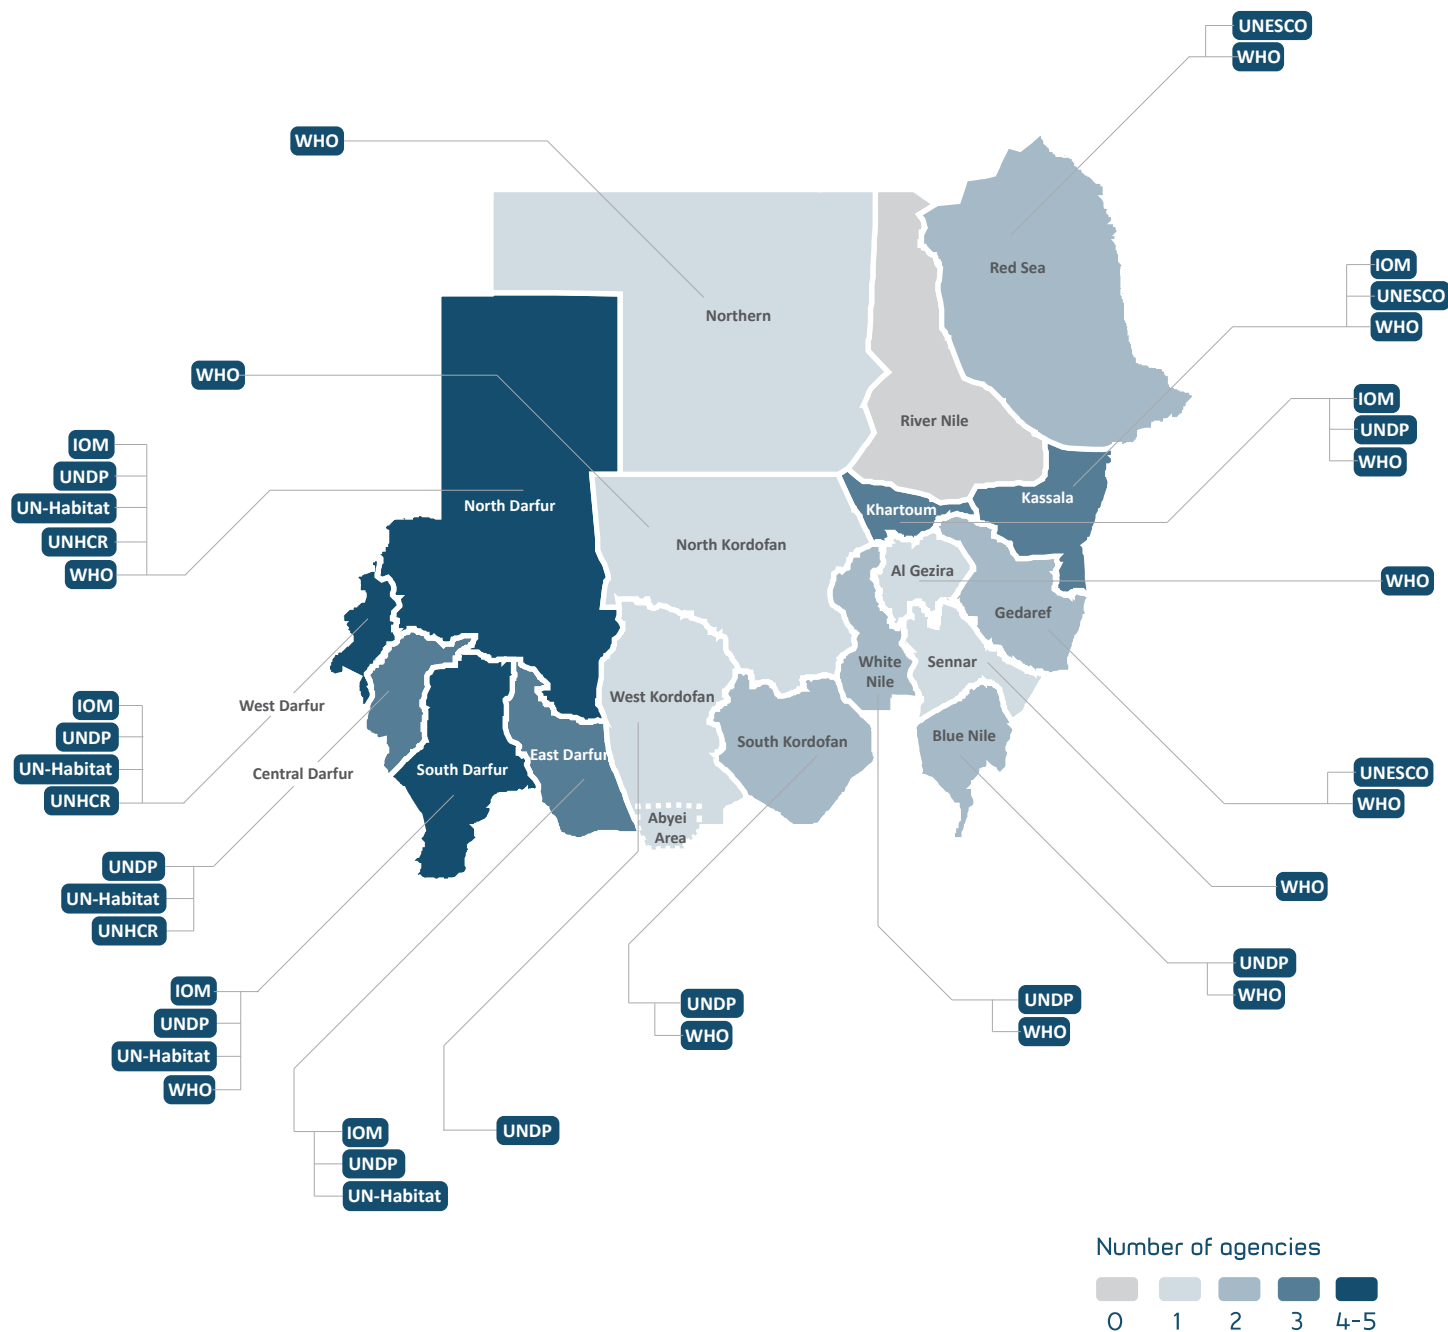 UNESCO
WHO
WHO
Red Sea
IOM
UNESCO
WHO
Northern
WHO
IOM
UNDP
WHO
River Nile
IOM
UNDP
UN-Habitat
UNHCR
WHO
North Darfur
Kassala
Khartoum
North Kordofan
Al Gezira
WHO
Gedaref
White
Nile
Sennar
West Kordofan
West Darfur
IOM
UNDP
UN-Habitat
UNHCR
South Kordofan
Blue Nile
East Darfur
South Darfur
Central Darfur
UNESCO
WHO
Abyei
Area
UNDP
UN-Habitat
UNHCR
WHO
UNDP
WHO
IOM
UNDP
UN-Habitat
WHO
UNDP
WHO
UNDP
WHO
IOM
UNDP
UN-Habitat
UNDP
Number of agencies
0 1 2 3 4-5